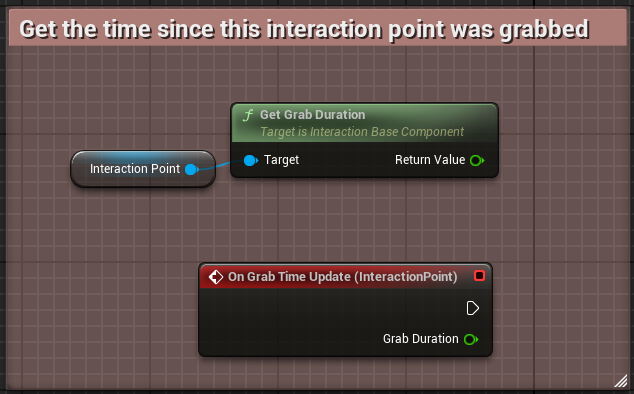 Get the time since this interaction point was grabbed
f Get Grab Duration
Target is Interaction Base Component
Interaction Point
Target
Return Value
On Grab Time Update (InteractionPoint)
Grab Duration